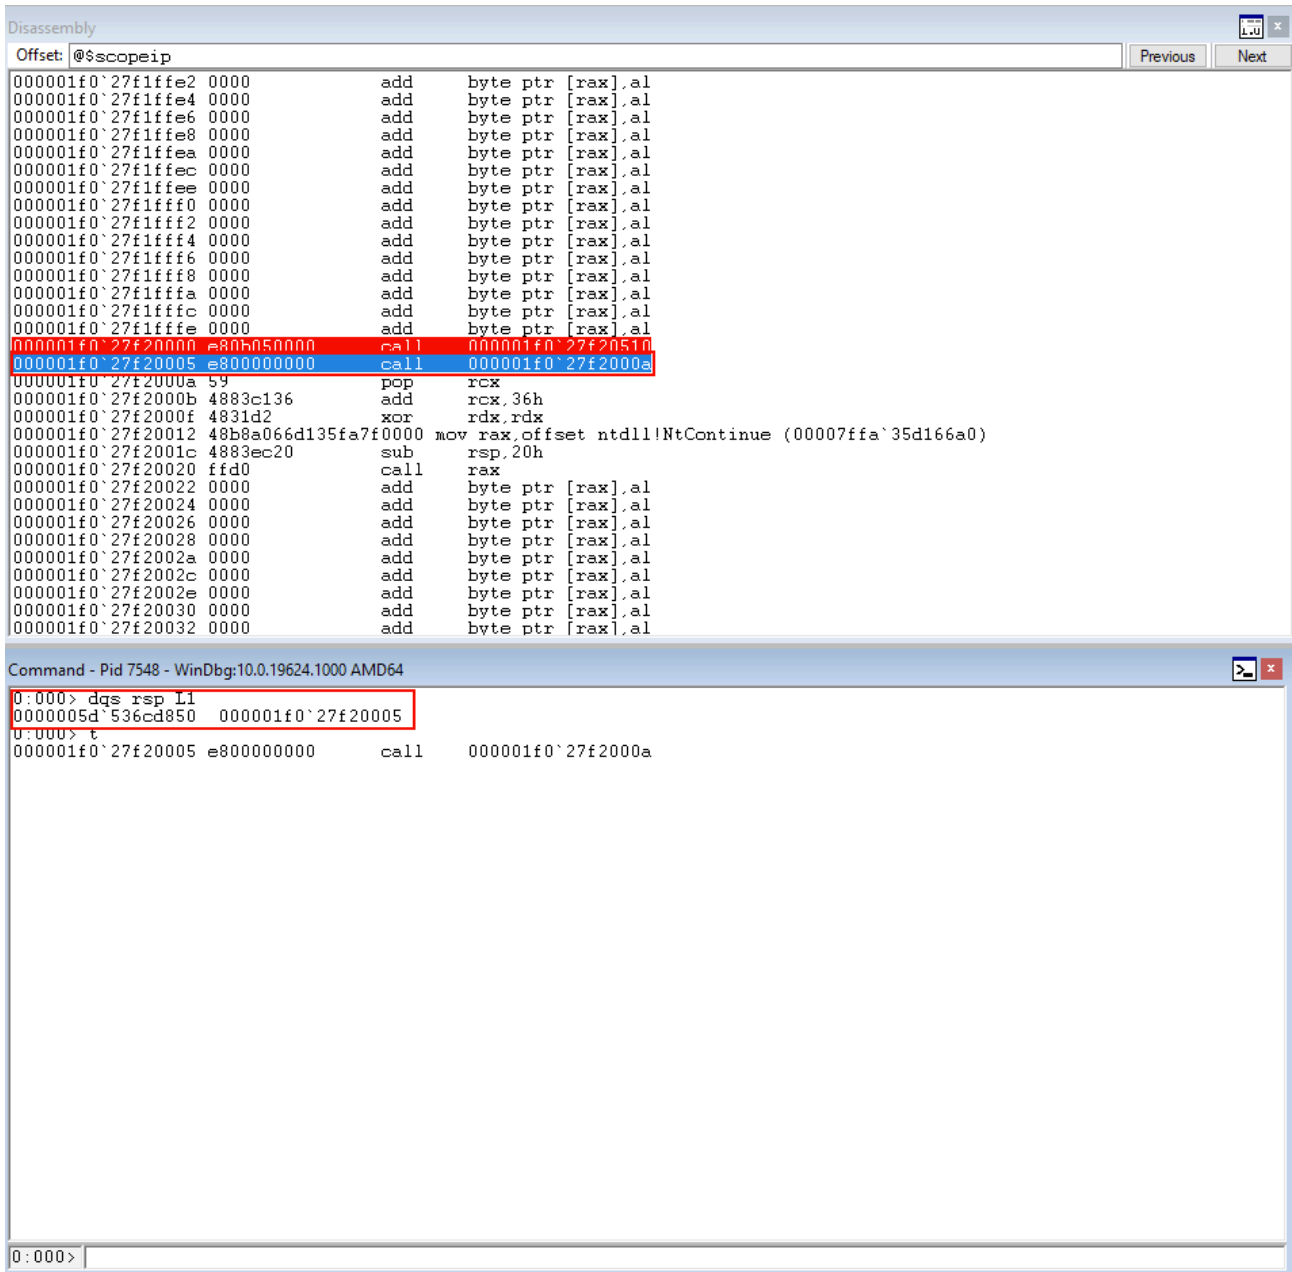 Disassembly
Offset: @$scopeip Previous Next
000001f0`27f1ffe2 0000 add byte ptr [rax],al
000001f0`27f1ffe4 0000 add byte ptr [rax],al
000001f0`27f1ffe6 0000 add byte ptr [rax],al
000001f0`27f1ffe8 0000 add byte ptr [rax],al
000001f0`27f1ffea 0000 add byte ptr [rax],al
000001f0`27f1ffec 0000 add byte ptr [rax],al
000001f0`27f1ffee 0000 add byte ptr [rax],al
000001f0`27f1fff0 0000 add byte ptr [rax],al
000001f0`27f1fff2 0000 add byte ptr [rax],al
000001f0`27f1fff4 0000 add byte ptr [rax],al
000001f0`27f1fff6 0000 add byte ptr [rax],al
000001f0`27f1fff8 0000 add byte ptr [rax],al
000001f0`27f1fffa 0000 add byte ptr [rax],al
000001f0`27f1fffc 0000 add byte ptr [rax],al
000001f0`27f1fffe 0000 add byte ptr [rax],al
000001f0`27f20000 e80b050000 call 000001f0`27f20510
000001f0`27f20005 e800000000 call 000001f0`27f2000a
000001f0`27f2000a 59 pop rcx
000001f0`27f2000b 4883c136 add rcx,36h
000001f0`27f2000f 4831d2 xor rdx,rdx
000001f0`27f20012 48b8a066d135fa7f0000 mov rax,offset ntdll!NtContinue (00007ffa`35d166a0)
000001f0`27f2001c 4883ec20 sub rsp,20h
000001f0`27f20020 ffd0 call rax
000001f0`27f20022 0000 add byte ptr [rax],al
000001f0`27f20024 0000 add byte ptr [rax],al
000001f0`27f20026 0000 add byte ptr [rax],al
000001f0`27f20028 0000 add byte ptr [rax],al
000001f0`27f2002a 0000 add byte ptr [rax],al
000001f0`27f2002c 0000 add byte ptr [rax],al
000001f0`27f2002e 0000 add byte ptr [rax],al
000001f0`27f20030 0000 add byte ptr [rax],al
000001f0`27f20032 0000 add byte ptr [rax],al
Command - Pid 7548 - WinDbg:10.0.19624.1000 AMD64
0:000> dqs rsp L1
0000005d`536cd850 000001f0`27f20005
0:000> t
000001f0`27f20005 e800000000 call 000001f0`27f2000a
0:000>